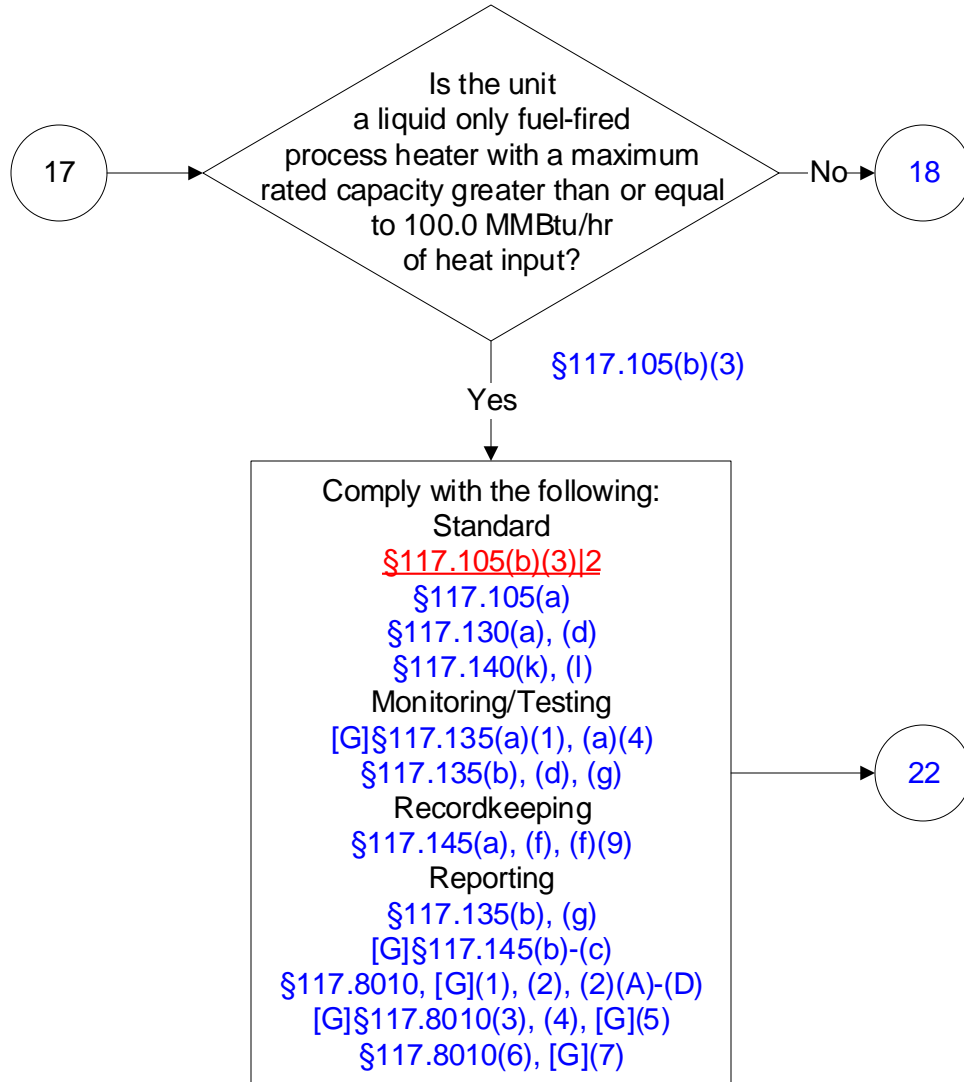 Is the unit
a liquid only fuel-fired
process heater with a maximum
rated capacity greater than or equal
to 100.0 MMBtu/hr
of heat input?
17
No
18
§117.105(b)(3)
Yes
Comply with the following:
Standard
§117.105(b)(3)|2
§117.105(a)
§117.130(a), (d)
§117.140(k), (l)
Monitoring/Testing
[G]§117.135(a)(1), (a)(4)
§117.135(b), (d), (g)
Recordkeeping
§117.145(a), (f), (f)(9)
Reporting
§117.135(b), (g)
[G]§117.145(b)-(c)
§117.8010, [G](1), (2), (2)(A)-(D)
[G]§117.8010(3), (4), [G](5)
§117.8010(6), [G](7)
22